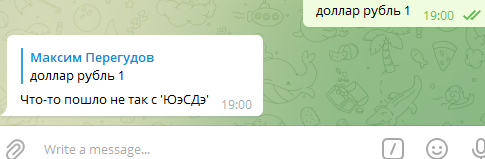 доллар рубль 1
19:00
Максим Перегудов
доллар рубль 1
Что-то пошло не так с 'ЮэСДэ'
19:00
Write a message...